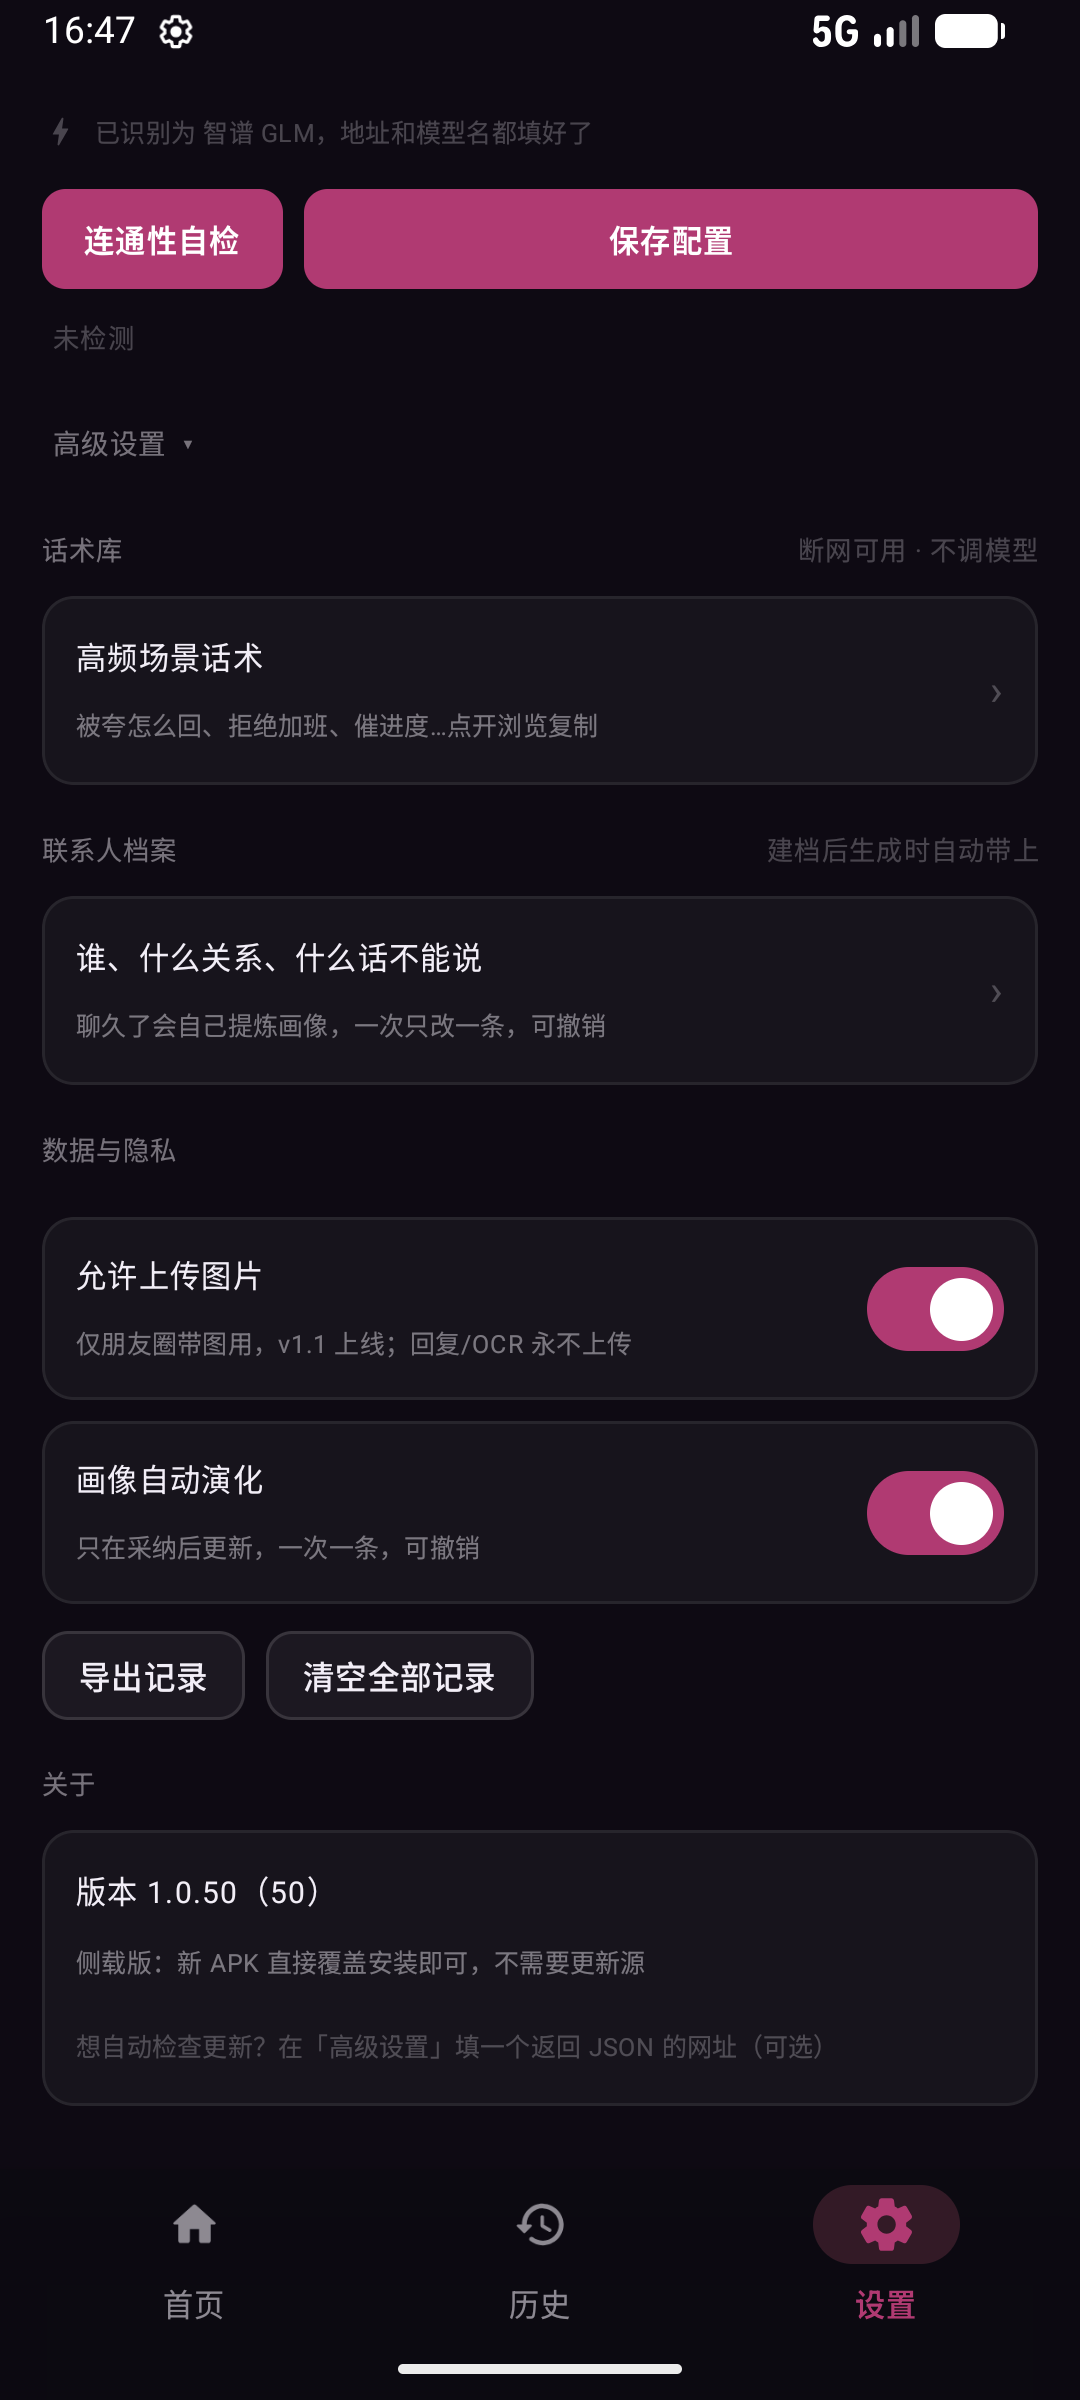 16:47
5G
已识别为 智谱 GLM，地址和模型名都填好了
连通性自检
保存配置
未检测
高级设置 ▾
话术库
断网可用 · 不调模型
高频场景话术
被夸怎么回、拒绝加班、催进度…点开浏览复制
联系人档案
建档后生成时自动带上
谁、什么关系、什么话不能说
聊久了会自己提炼画像，一次只改一条，可撤销
数据与隐私
允许上传图片
仅朋友圈带图用，v1.1 上线；回复/OCR 永不上传
画像自动演化
只在采纳后更新，一次一条，可撤销
导出记录
清空全部记录
关于
版本 1.0.50（50）
侧载版：新 APK 直接覆盖安装即可，不需要更新源
想自动检查更新？在「高级设置」填一个返回 JSON 的网址（可选）
首页
历史
设置